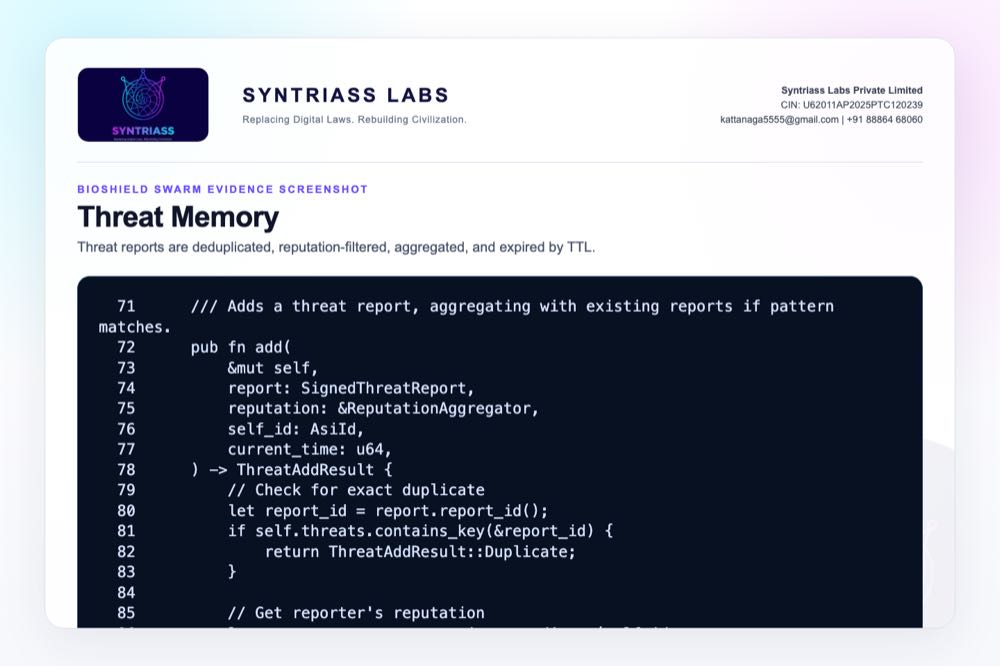 SYNTRIASS
SYNTRIASS LABS
Replacing Digital Laws. Rebuilding Civilization.
Syntriass Labs Private Limited
CIN: U62011AP2025PTC120239
kattanaga5555@gmail.com | +91 88864 68060
BIOSHIELD SWARM EVIDENCE SCREENSHOT
Threat Memory
Threat reports are deduplicated, reputation-filtered, aggregated, and expired by TTL.
71 /// Adds a threat report, aggregating with existing reports if pattern
matches.
72 pub fn add(
73 &mut self,
74 report: SignedThreatReport,
75 reputation: &ReputationAggregator,
76 self_id: AsiId,
77 current_time: u64,
78 ) -> ThreatAddResult {
79 // Check for exact duplicate
80 let report_id = report.report_id();
81 if self.threats.contains_key(&report_id) {
82 return ThreatAddResult::Duplicate;
83 }
84
85 // Get reporter's reputation